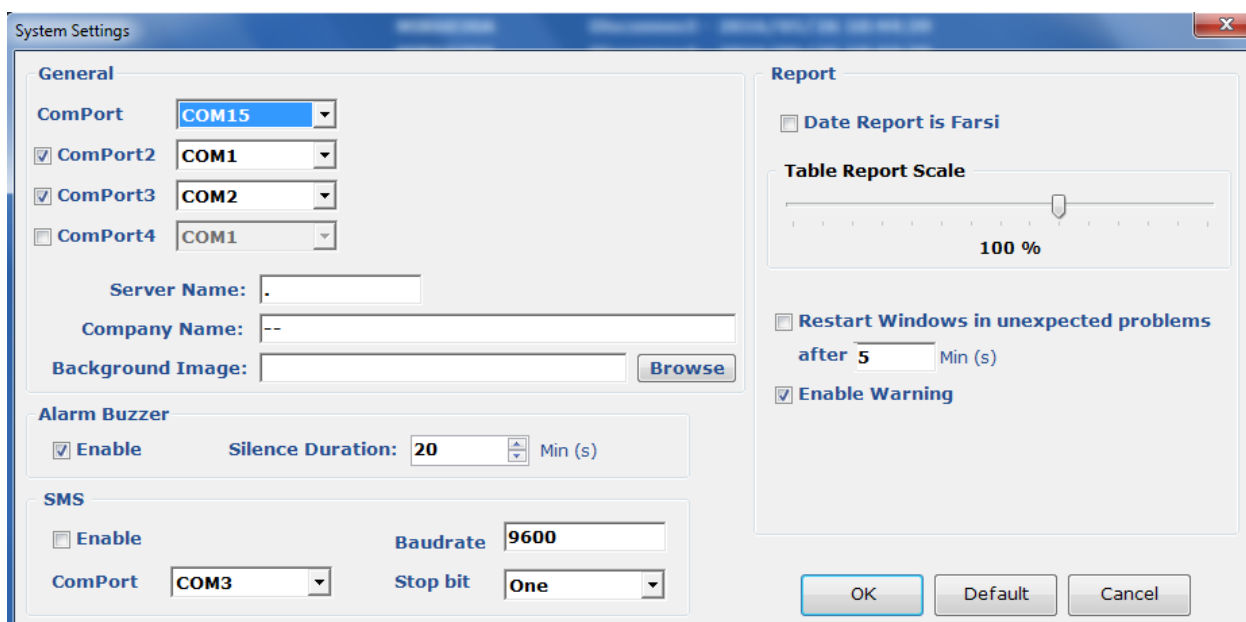 System Settings
General
ComPort COM15
ComPort2 COM1
ComPort3 COM2
ComPort4 COM1
Server Name: .
Company Name: --
Background Image:
Browse
Alarm Buzzer
Enable Silence Duration: 20 Min (s)
SMS
Enable Baudrate 9600
ComPort COM3 Stop bit One
Report
Date Report is Farsi
Table Report Scale
100 %
Restart Windows in unexpected problems
after 5 Min (s)
Enable Warning
OK Default Cancel